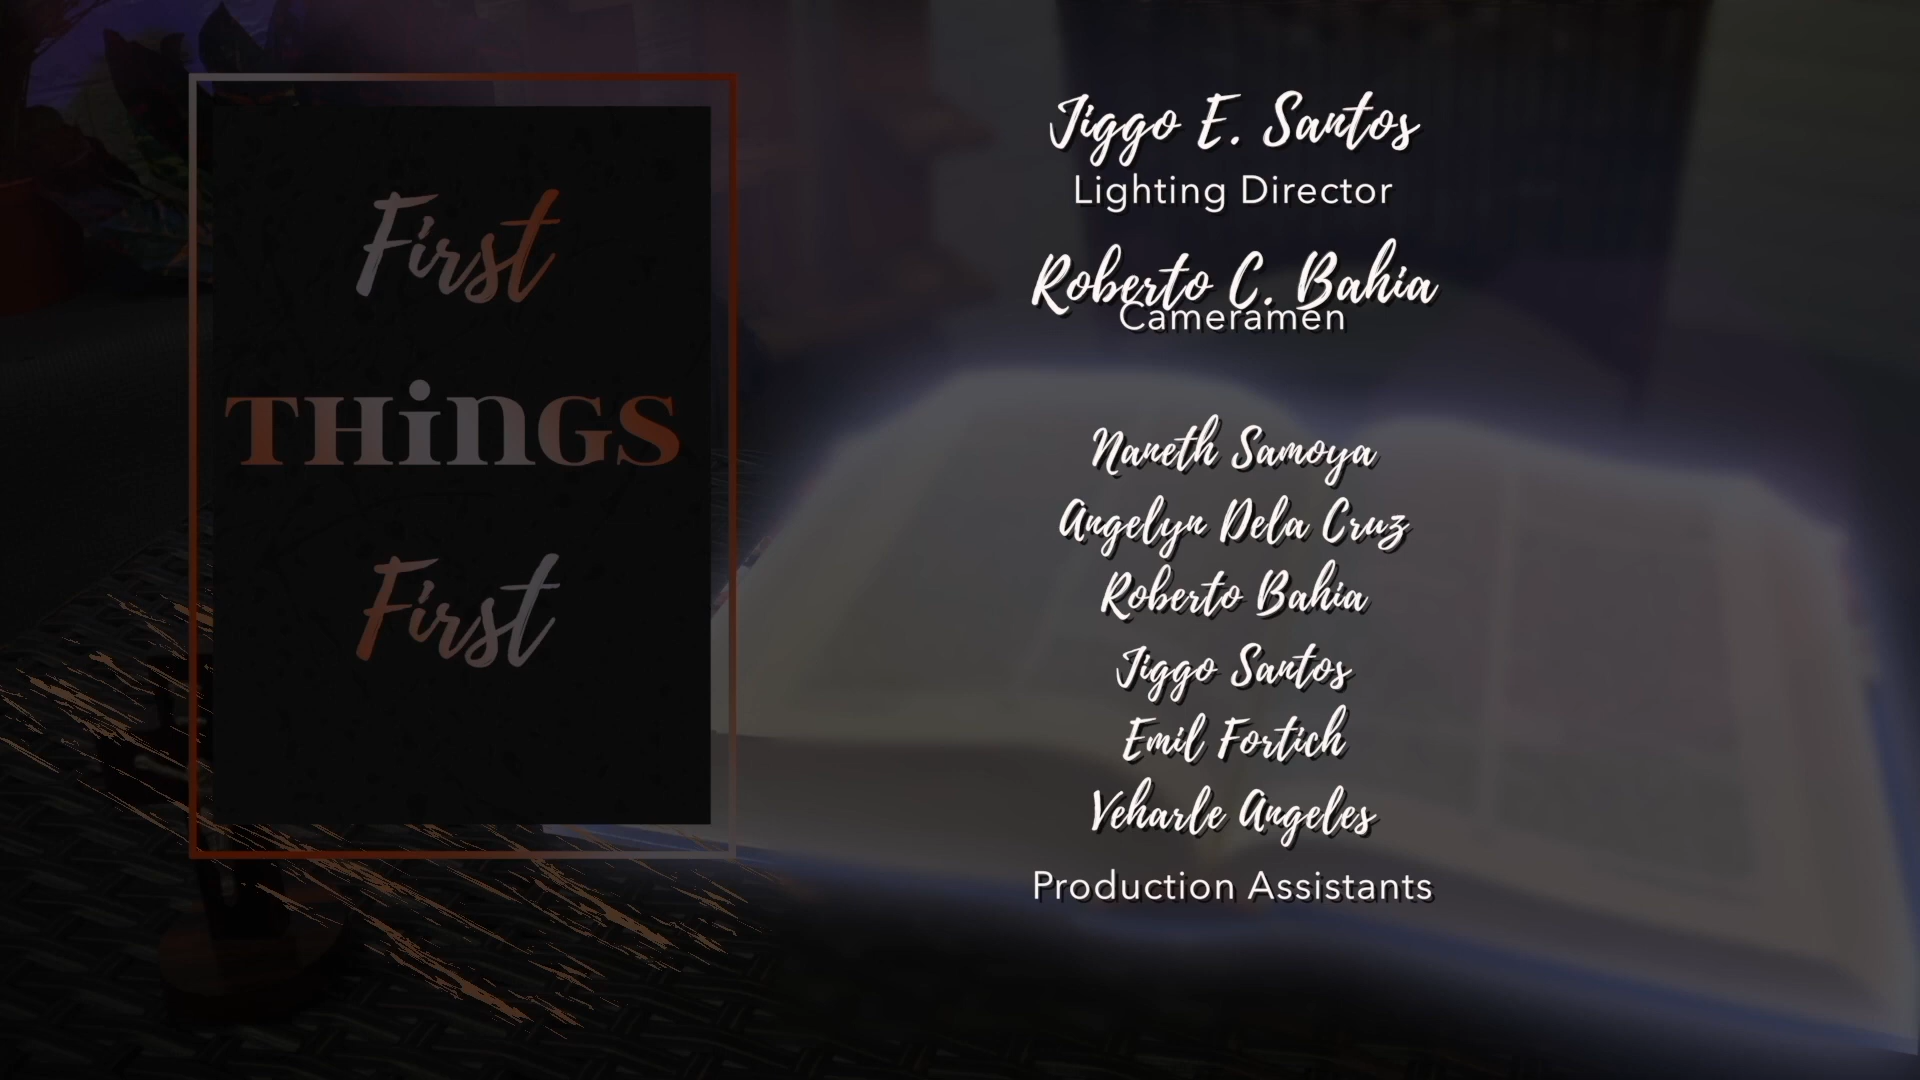 First
THiNGS
First
Jiggo E. Santos
Lighting Director
Roberto C. Bahia
Cameramen
Naneth Samoya
Angelyn Dela Cruz
Roberto Bahia
Jiggo Santos
Emil Fortich
Veharle Angeles
Production Assistants